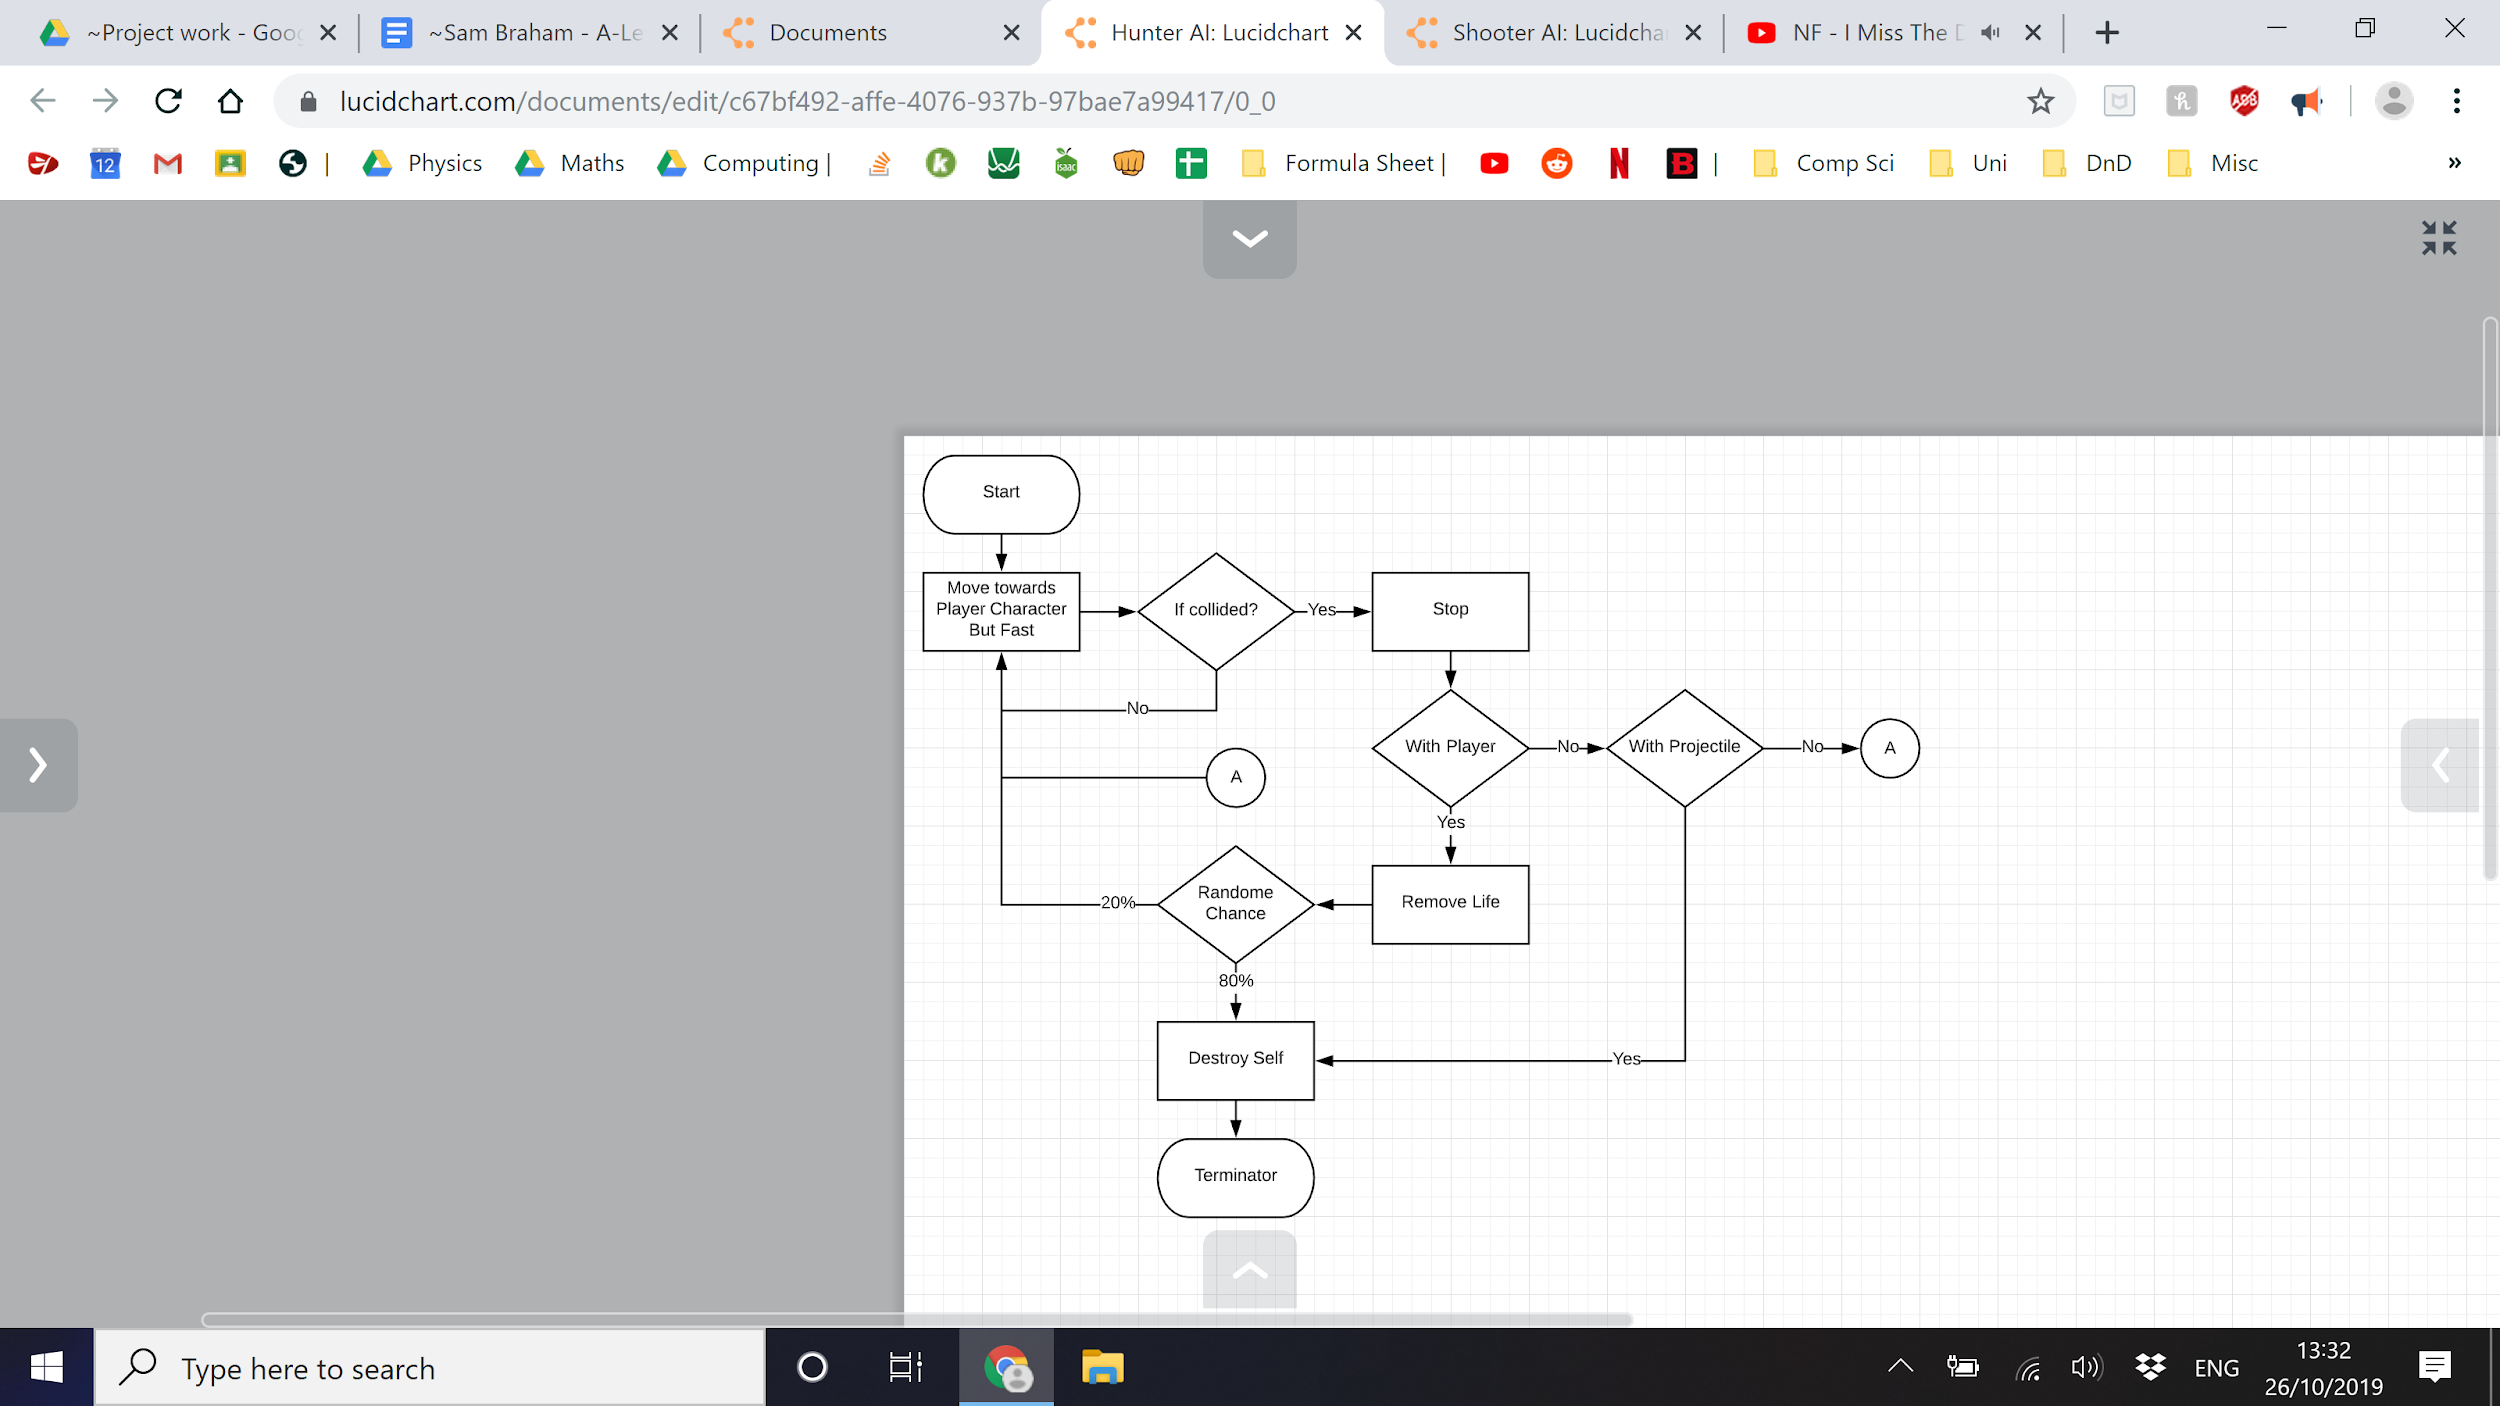 ~Project work - Goo
~Sam Braham - A-Le
Documents
Hunter AI: Lucidchart
Shooter AI: Lucidcha
NF - I Miss The D
lucidchart.com/documents/edit/c67bf492-affe-4076-937b-97bae7a99417/0_0
ABP
12
|
Physics
Maths
Computing |
isaac
Formula Sheet |
|
Comp Sci
Uni
DnD
Misc
»
Start
Move towards
Player Character
But Fast
If collided?
Yes
Stop
No
With Player
No
With Projectile
No
A
A
Yes
Randome
Chance
20%
Remove Life
80%
Destroy Self
Yes
Terminator
Type here to search
ENG
13:32
26/10/2019